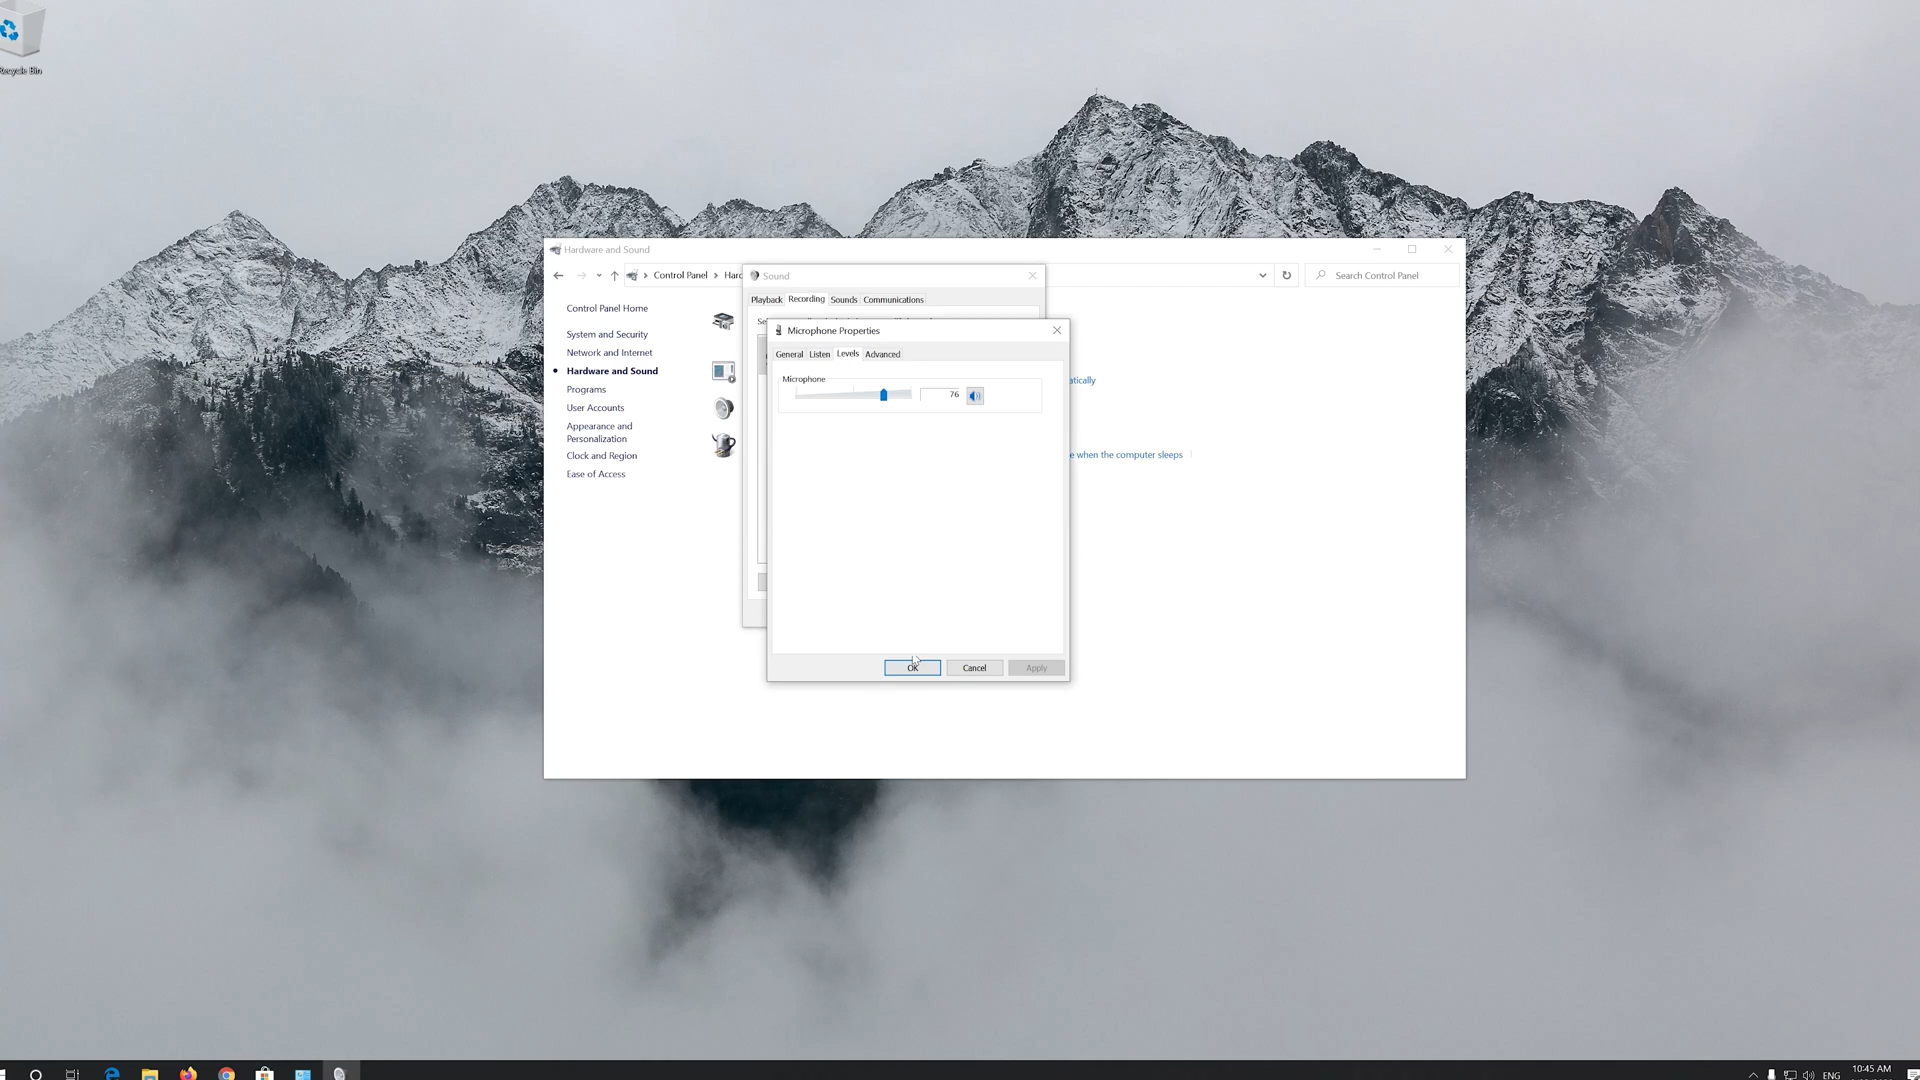 Recycle Bin
Hardware and Sound
Control Panel
Search Control Panel
Sound
Playback
Recording
Sounds
Communications
Control Panel Home
System and Security
Network and Internet
Hardware and Sound
Programs
User Accounts
Appearance and
Personalization
Clock and Region
Ease of Access
Microphone Properties
General
Listen
Levels
Advanced
Microphone
76
OK
Cancel
Apply
when the computer sleeps
ENG
10:45 AM